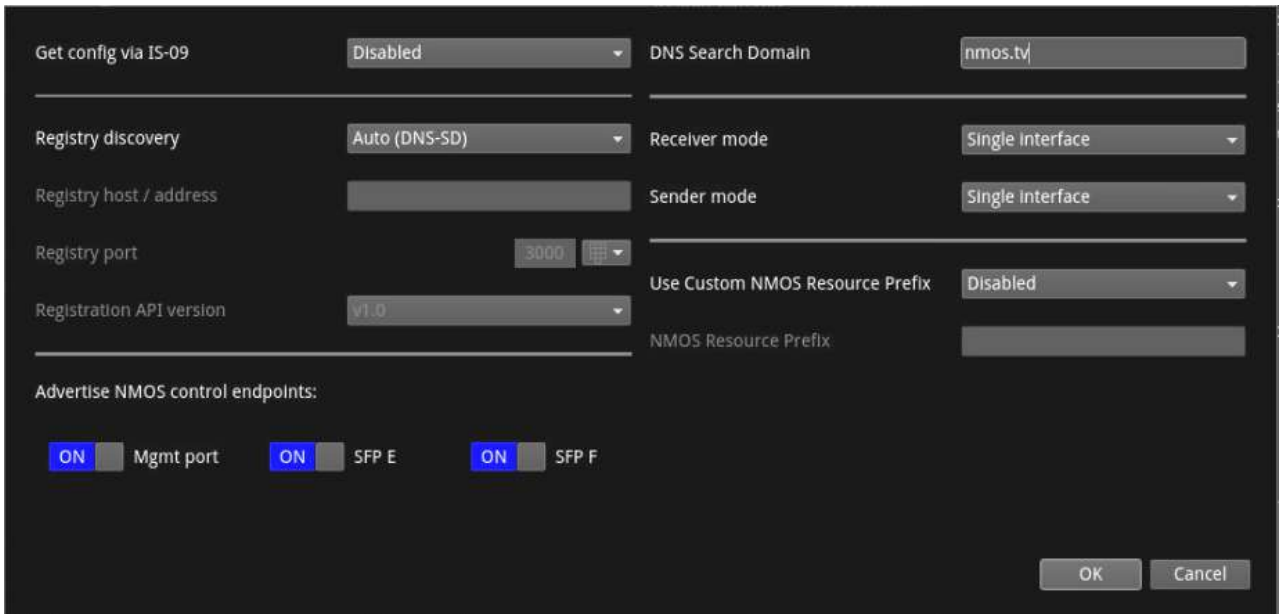 Get config via IS-09 Disabled
DNS Search Domain nmos.tv
Registry discovery Auto (DNS-SD)
Receiver mode Single interface
Registry host / address
Sender mode Single interface
Registry port 3000
Use Custom NMOS Resource Prefix Disabled
Registration API version v1.0
NMOS Resource Prefix
Advertise NMOS control endpoints:
ON Mgmt port ON SFP E ON SFP F
OK Cancel